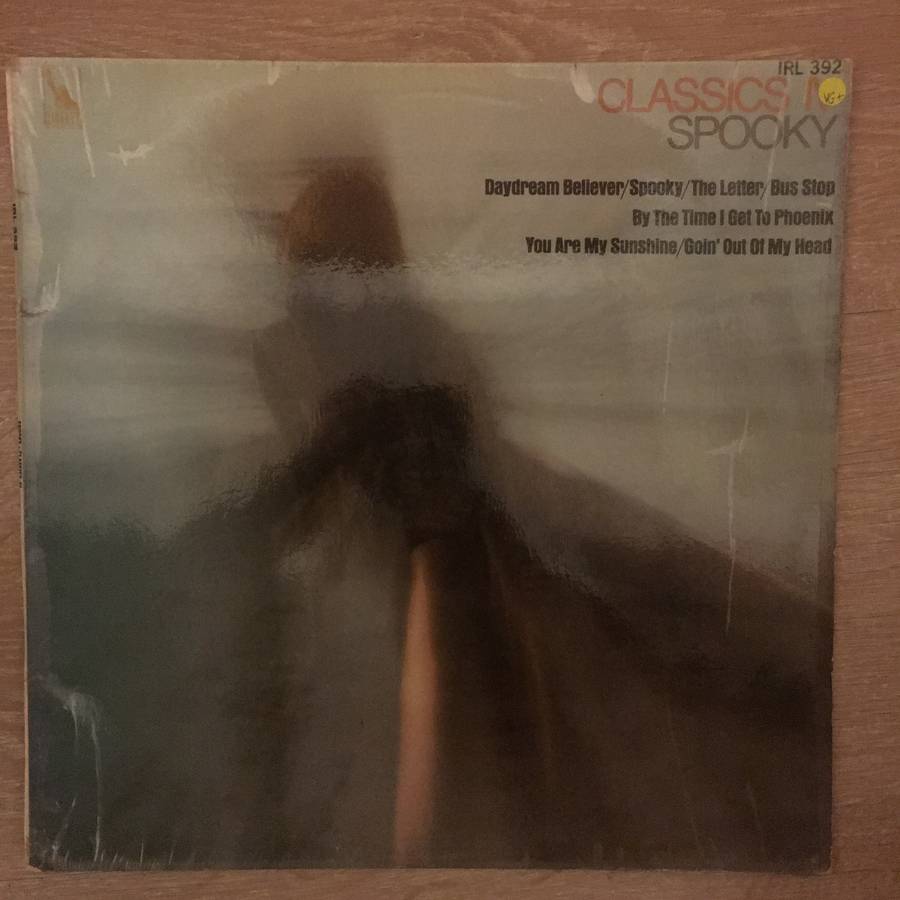 IRL 392
CLASSICS IV
VG+
SPOOKY
Daydream Believer/Spooky/The Letter/Bus Stop
By The Time I Get To Phoenix
You Are My Sunshine/Goin' Out Of My Head